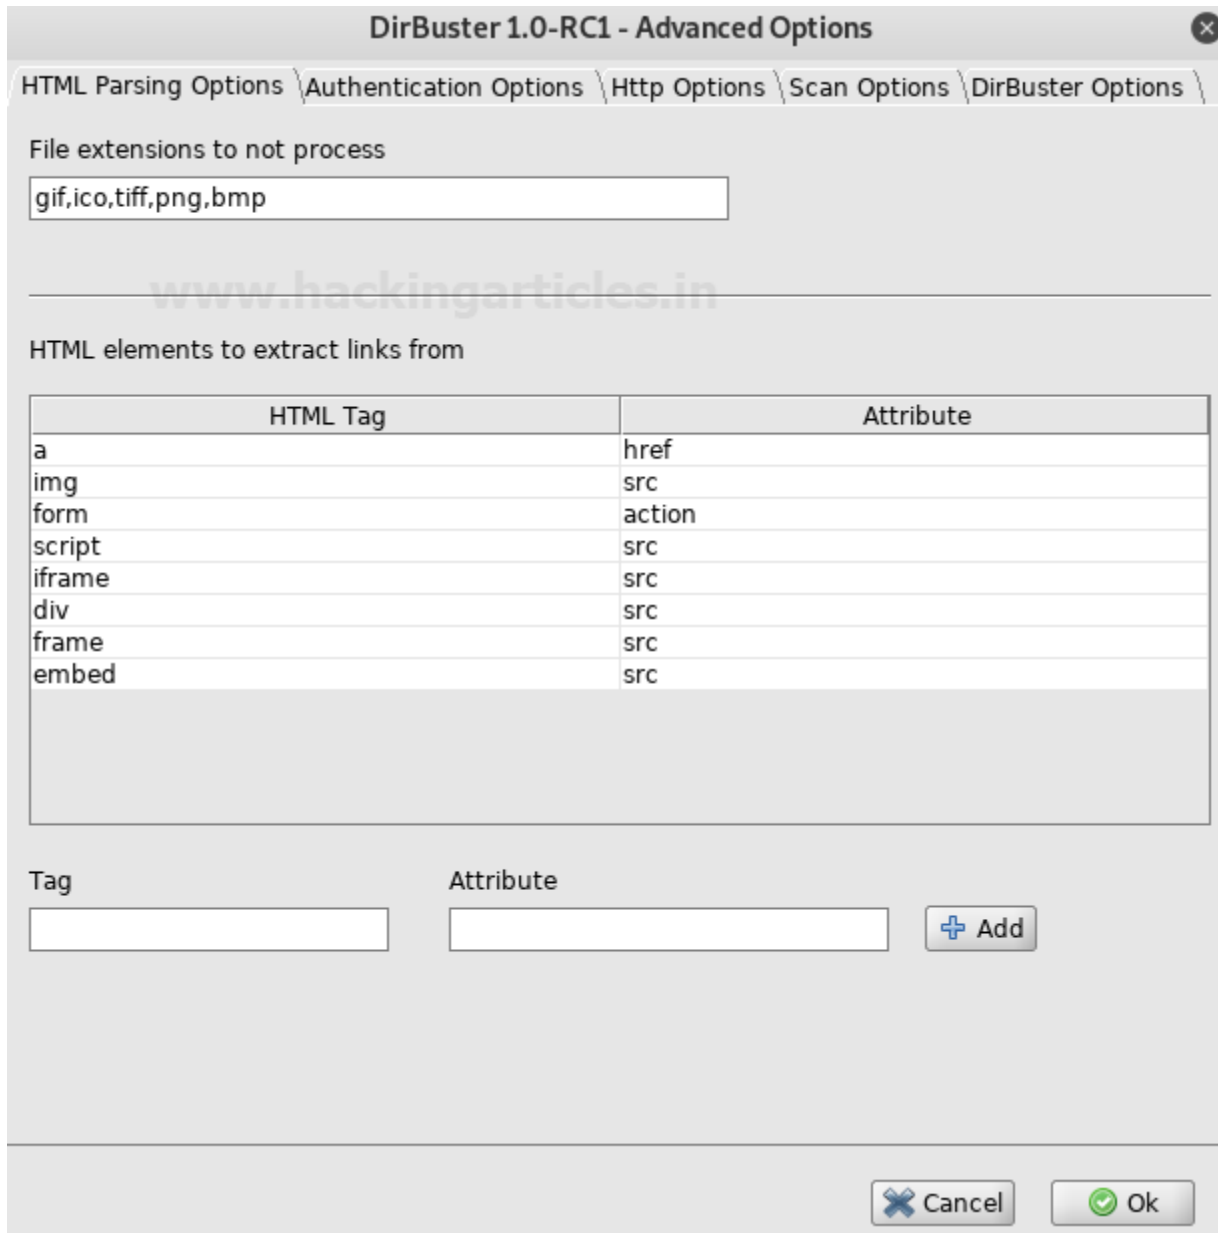 DirBuster 1.0-RC1 - Advanced Options
HTML Parsing Options Authentication Options Http Options Scan Options DirBuster Options
File extensions to not process
gif,ico,tiff,png,bmp
www.hackingarticles.in
HTML elements to extract links from
HTML Tag Attribute
a href
img src
form action
script src
iframe src
div src
frame src
embed src
Tag Attribute
Add
Cancel Ok